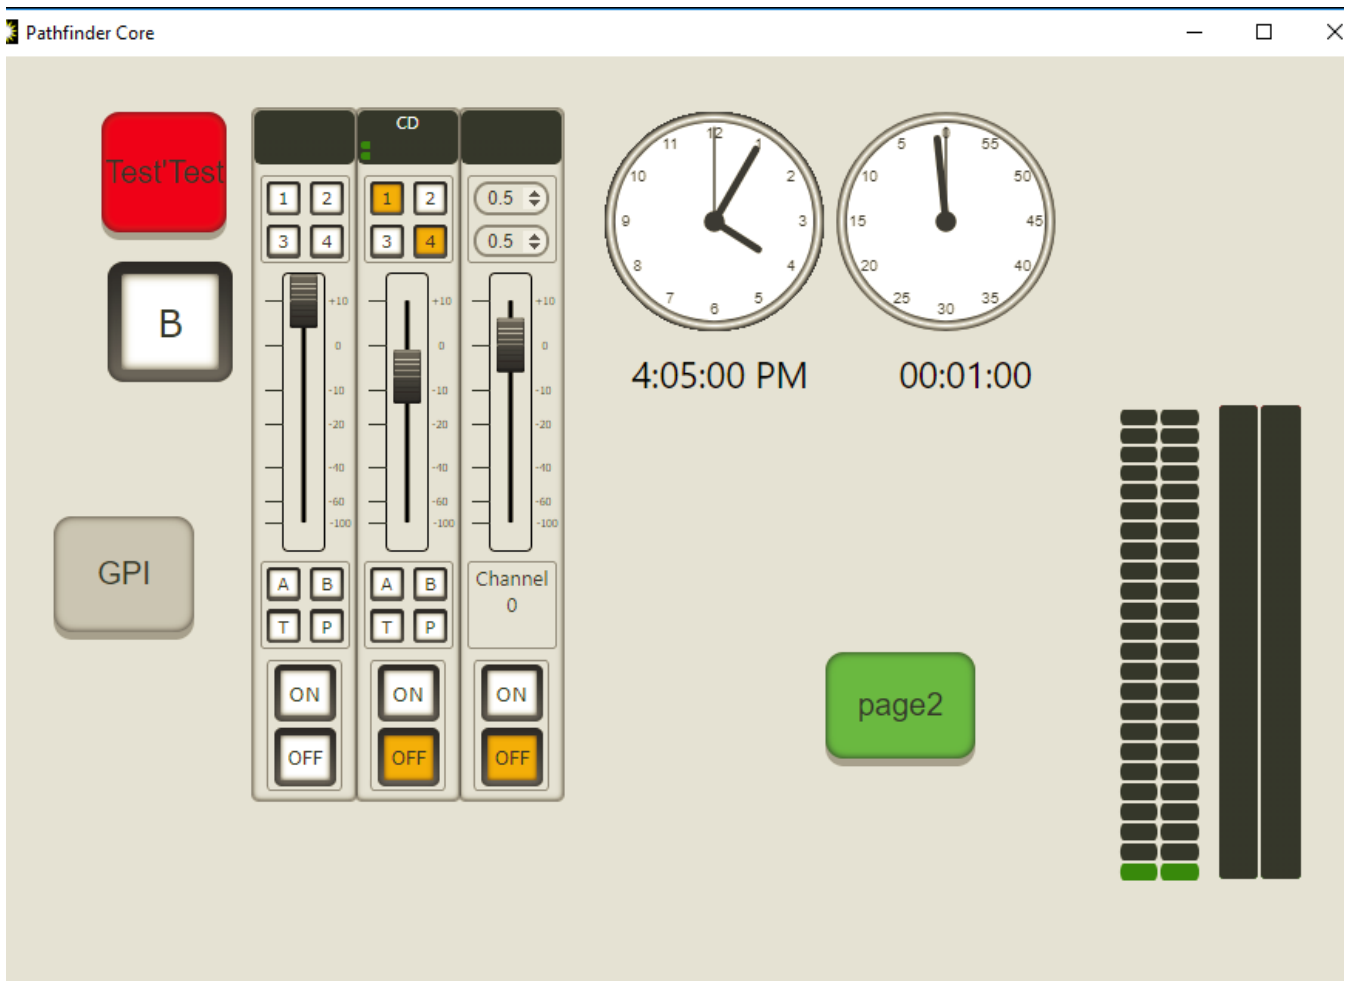 Pathfinder Core
Test'Test
B
GPI
CD
1 2
3 4
1 2
3 4
0.5
0.5
+10
0
-10
-20
-40
-60
-100
+10
0
-10
-20
-40
-60
-100
+10
0
-10
-20
-40
-60
-100
A B
T P
A B
T P
Channel
0
ON
OFF
ON
OFF
ON
OFF
12
1
2
3
4
5
6
7
8
9
10
11
0
55
50
45
40
35
30
25
20
15
10
5
4:05:00 PM
00:01:00
page2